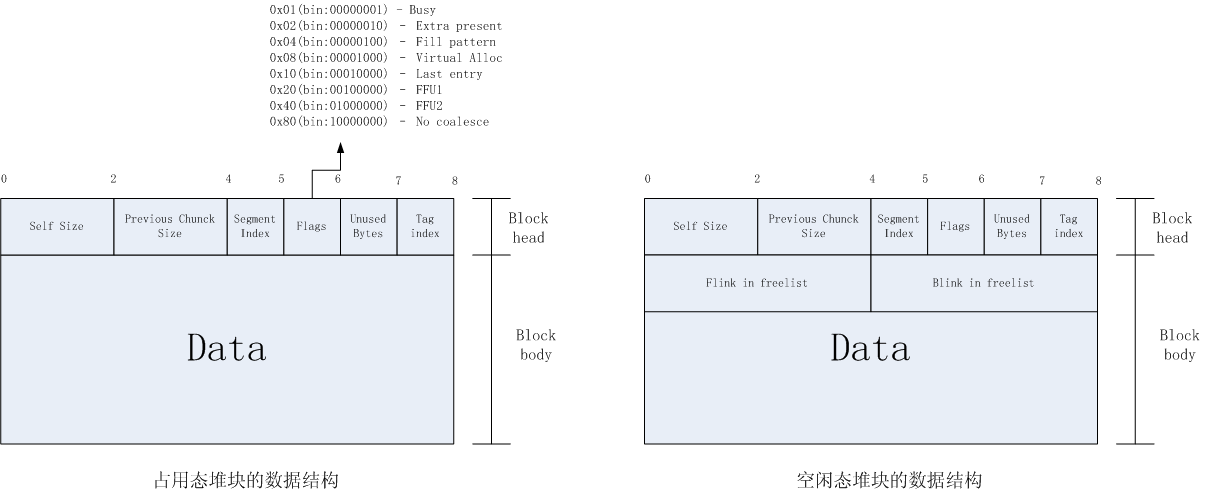 0x01(bin:00000001) - Busy
0x02(bin:00000010) - Extra present
0x04(bin:00000100) - Fill pattern
0x08(bin:00001000) - Virtual Alloc
0x10(bin:00010000) - Last entry
0x20(bin:00100000) - FFU1
0x40(bin:01000000) - FFU2
0x80(bin:10000000) - No coalesce
0 2 4 5 6 7 8
Self Size
Previous Chunck
Size
Segment
Index
Flags
Unused
Bytes
Tag
index
Block
head
Data
Block
body
占用态堆块的数据结构
0 2 4 5 6 7 8
Self Size
Previous Chunck
Size
Segment
Index
Flags
Unused
Bytes
Tag
index
Block
head
Flink in freelist
Blink in freelist
Data
Block
body
空闲态堆块的数据结构